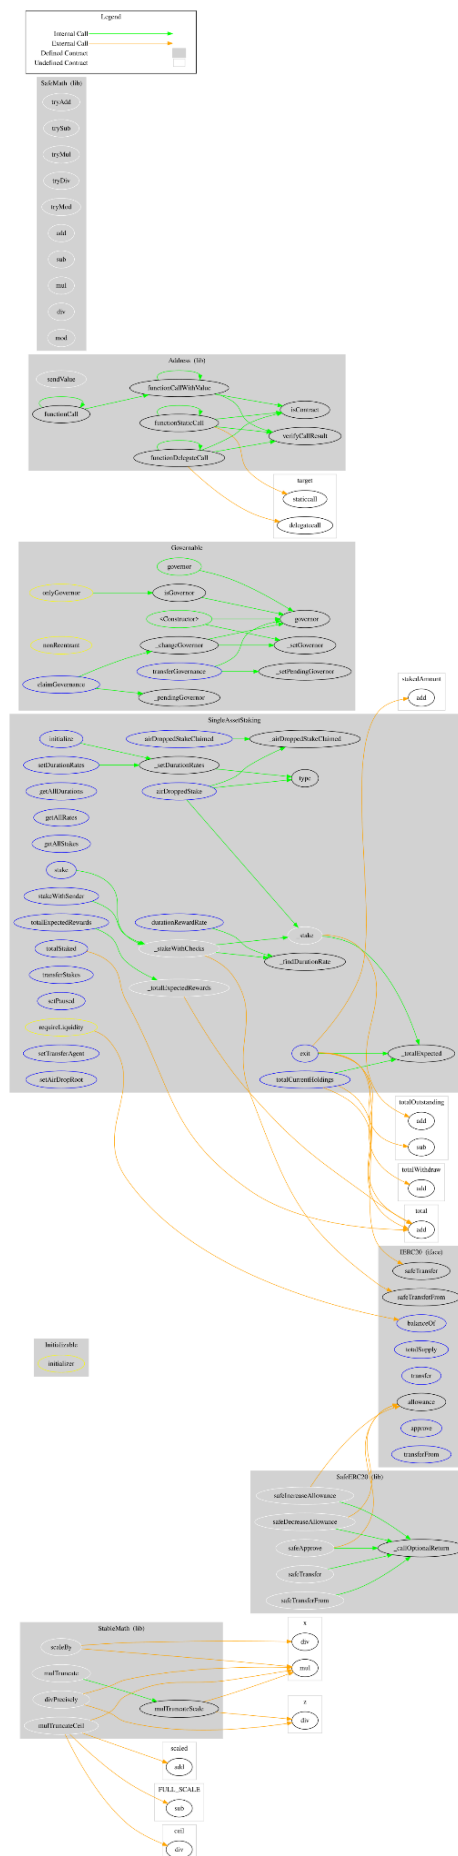 Legend
Internal Call
External Call
Defined Contract
Undefined Contract
SafeMath (lib)
tryAdd
trySub
tryMul
tryDiv
tryMod
add
sub
mul
div
mod
Address (lib)
sendValue
functionCall
functionCallWithValue
functionStaticCall
functionDelegateCall
isContract
verifyCallResult
target
staticcall
delegatecall
Governable
governor
onlyGovernor
isGovernor
<Constructor>
_governor
nonReentrant
_changeGovernor
_setGovernor
claimGovernance
transferGovernance
_setPendingGovernor
_pendingGovernor
stakedAmount
add
SingleAssetStaking
initialize
airDroppedStakeClaimed
_airDroppedStakeClaimed
setDurationRates
_setDurationRates
type
getAllDurations
airDroppedStake
getAllRates
getAllStakes
stake
stakeWithSender
durationRewardRate
_stake
totalExpectedRewards
_stakeWithChecks
_findDurationRate
totalStaked
_totalExpectedRewards
transferStakes
setPaused
requireLiquidity
exit
_totalExpected
setTransferAgent
totalCurrentHoldings
setAirDropRoot
totalOutstanding
add
sub
totalWithdraw
add
total
add
IERC20 (iface)
safeTransfer
safeTransferFrom
balanceOf
totalSupply
transfer
allowance
approve
transferFrom
Initializable
initializer
SafeERC20 (lib)
safeIncreaseAllowance
safeDecreaseAllowance
safeApprove
_callOptionalReturn
safeTransfer
safeTransferFrom
StableMath (lib)
scaleBy
mulTruncate
divPrecisely
mulTruncateScale
mulTruncateCeil
x
div
mul
z
div
scaled
add
FULL_SCALE
sub
ceil
div